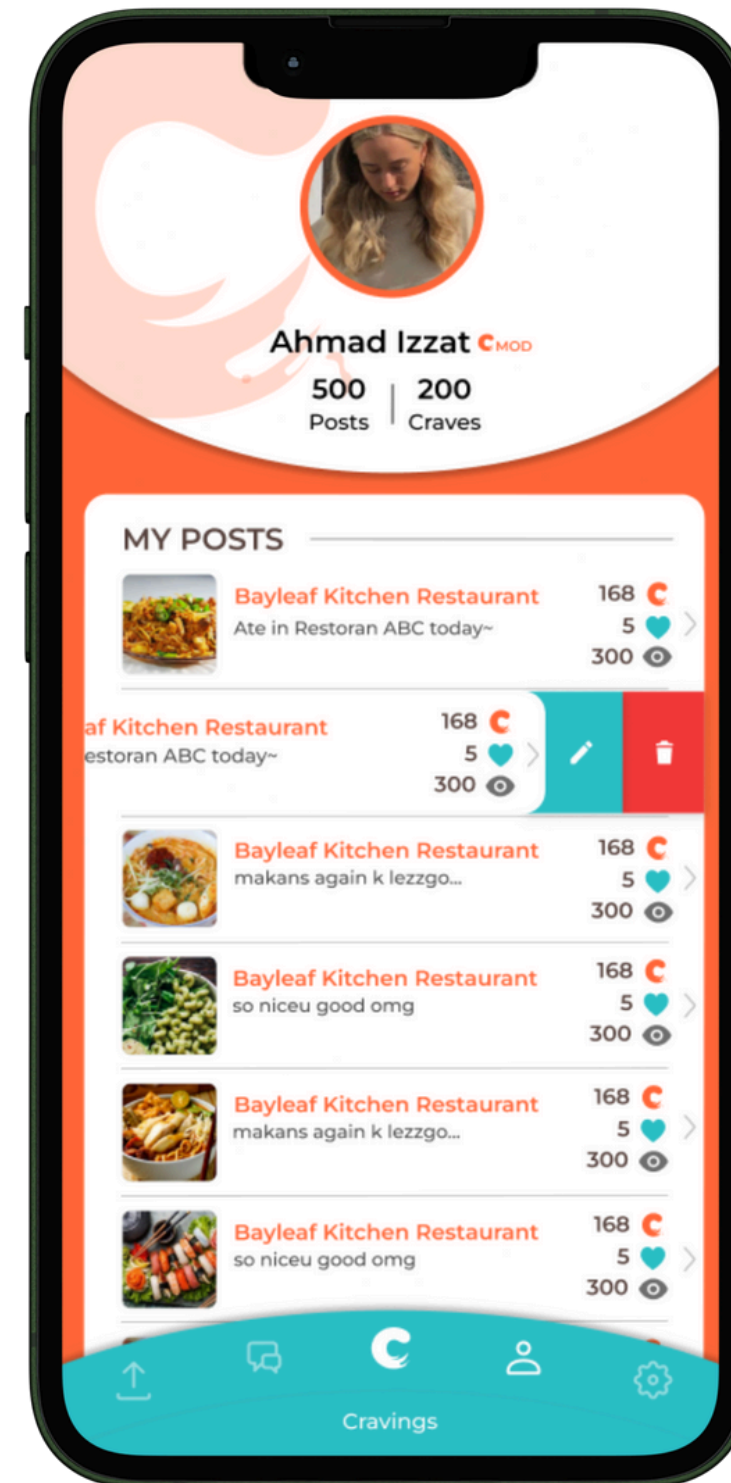 Ahmad Izzat CMOD
500 200
Posts Craves
MY POSTS
Bayleaf Kitchen Restaurant 168
Ate in Restoran ABC today~ 5
300
af Kitchen Restaurant 168
estoran ABC today~ 5
300
Bayleaf Kitchen Restaurant 168
makans again k lezzgo... 5
300
Bayleaf Kitchen Restaurant 168
so niceu good omg 5
300
Bayleaf Kitchen Restaurant 168
makans again k lezzgo... 5
300
Bayleaf Kitchen Restaurant 168
so niceu good omg 5
300
Cravings